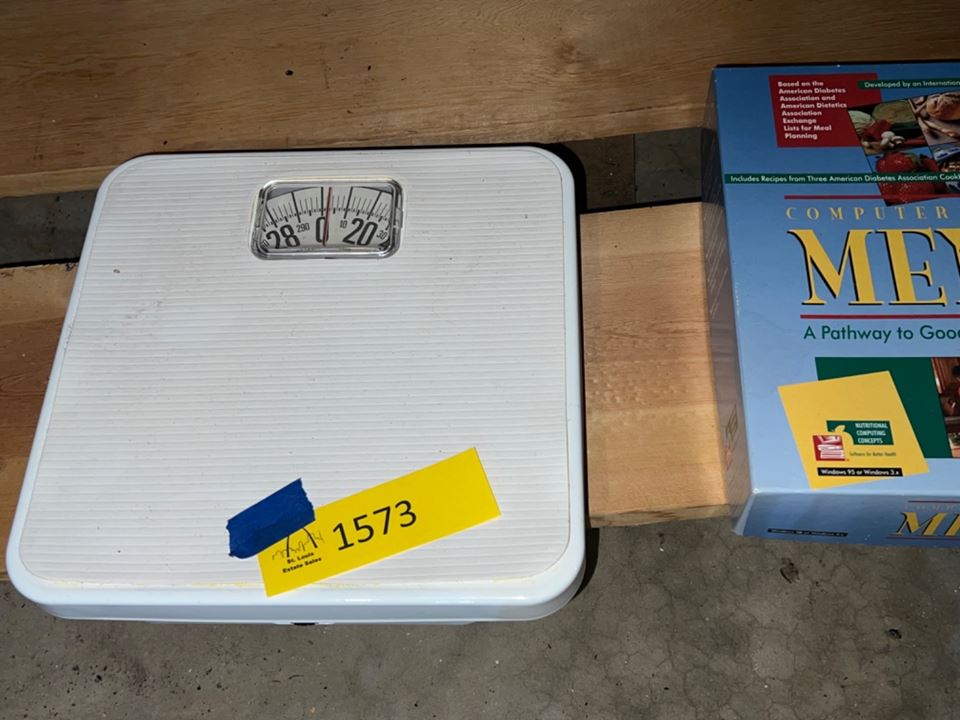 28 290 0 10 20 30
1573
St. Louis
Estate Sales
Based on the
American Diabetes
Association and
American Dietetics
Association
Exchange
Lists for Meal
Planning
Developed by an International
Includes Recipes from Three American Diabetes Association Cook
COMPUTER
ME
A Pathway to Good
NUTRITIONAL
COMPUTING
CONCEPTS
Software for Better Health
Windows 95 or Windows 3.x